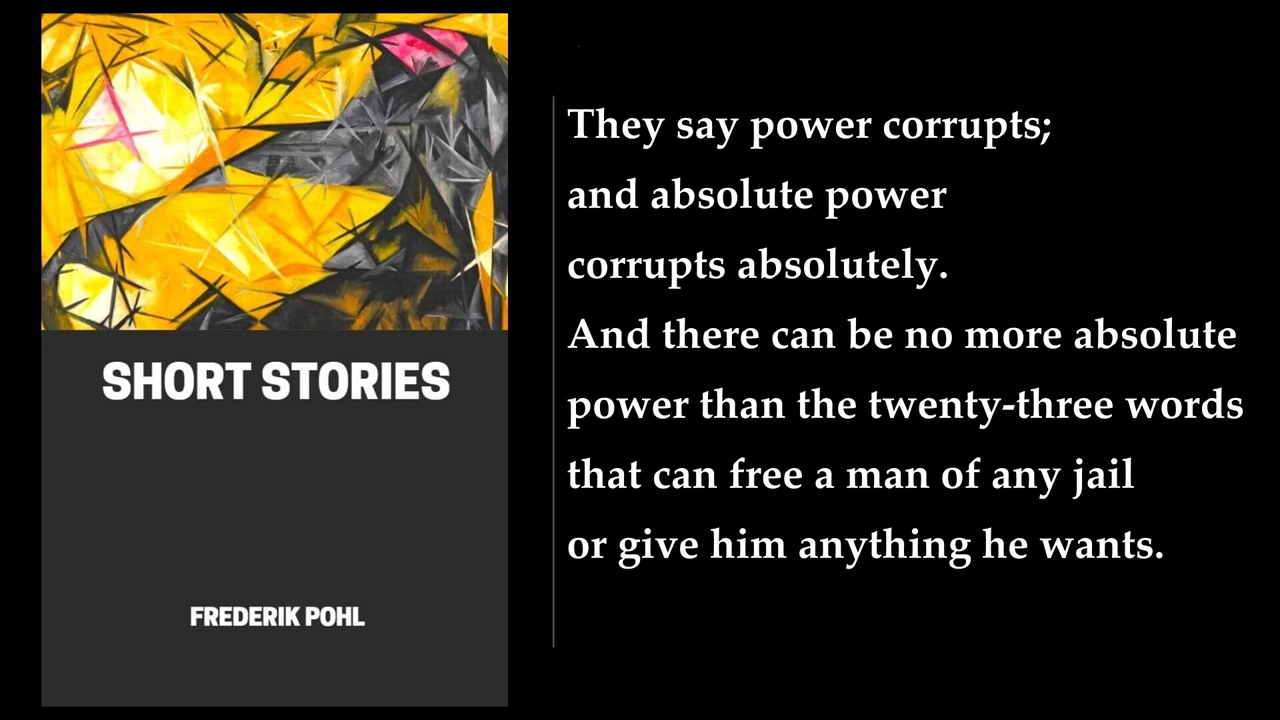 SHORT STORIES
FREDERIK POHL
They say power corrupts;
and absolute power
corrupts absolutely.
And there can be no more absolute
power than the twenty-three words
that can free a man of any jail
or give him anything he wants.